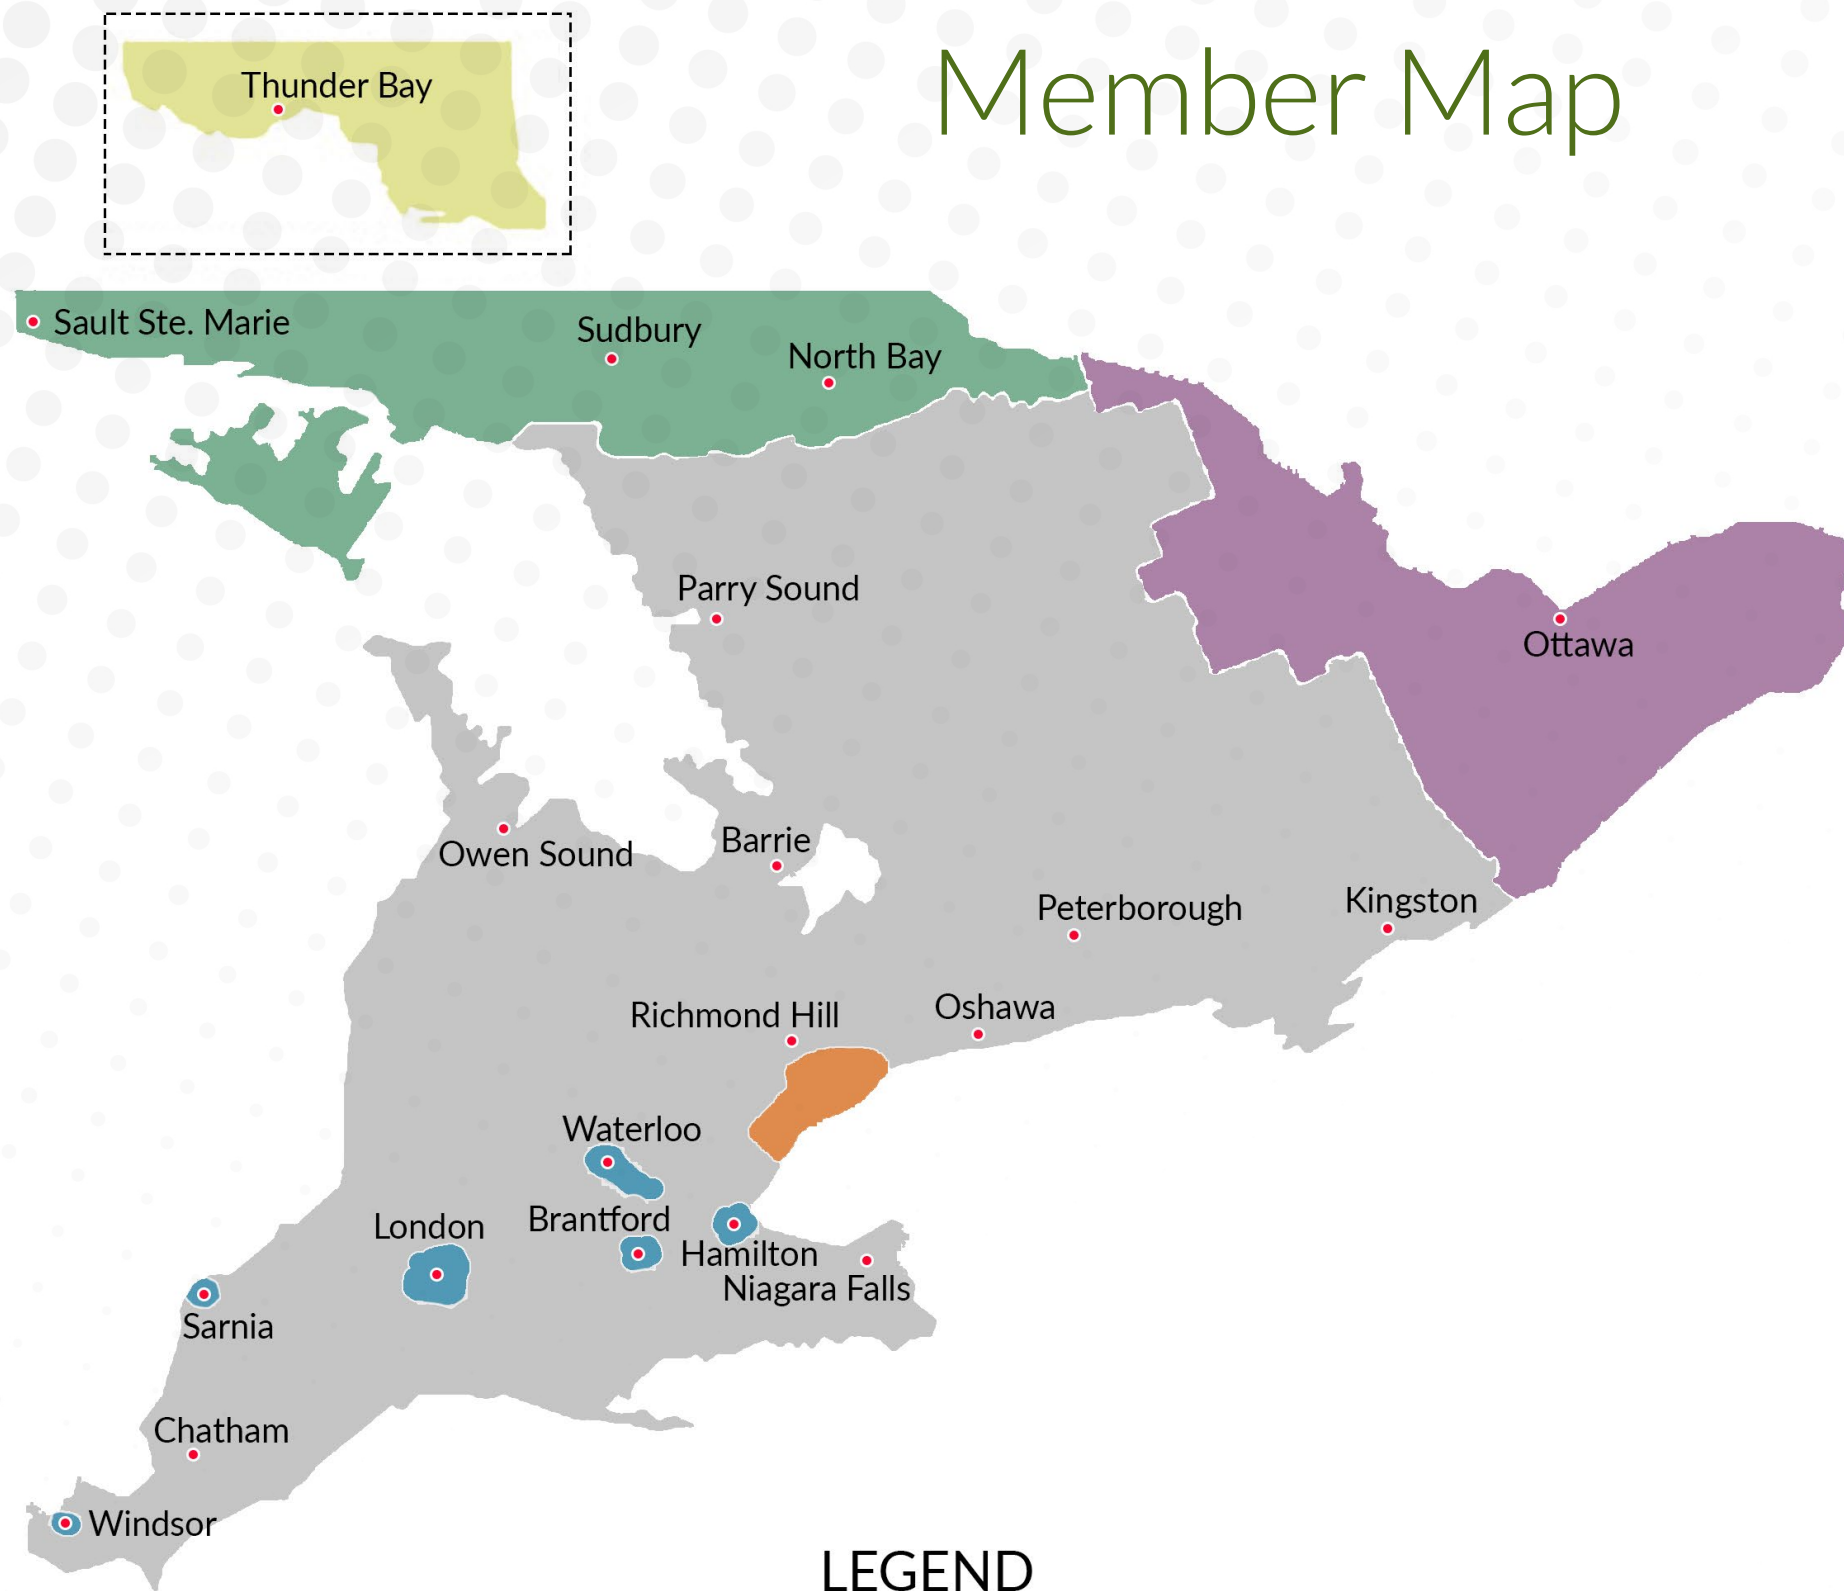 Thunder Bay
Member Map
Sault Ste. Marie
Sudbury
North Bay
Parry Sound
Ottawa
Barrie
Owen Sound
Kingston
Peterborough
Oshawa
Richmond Hill
Waterloo
Brantford
London
Hamilton
Niagara Falls
Sarnia
Chatham
Windsor
LEGEND